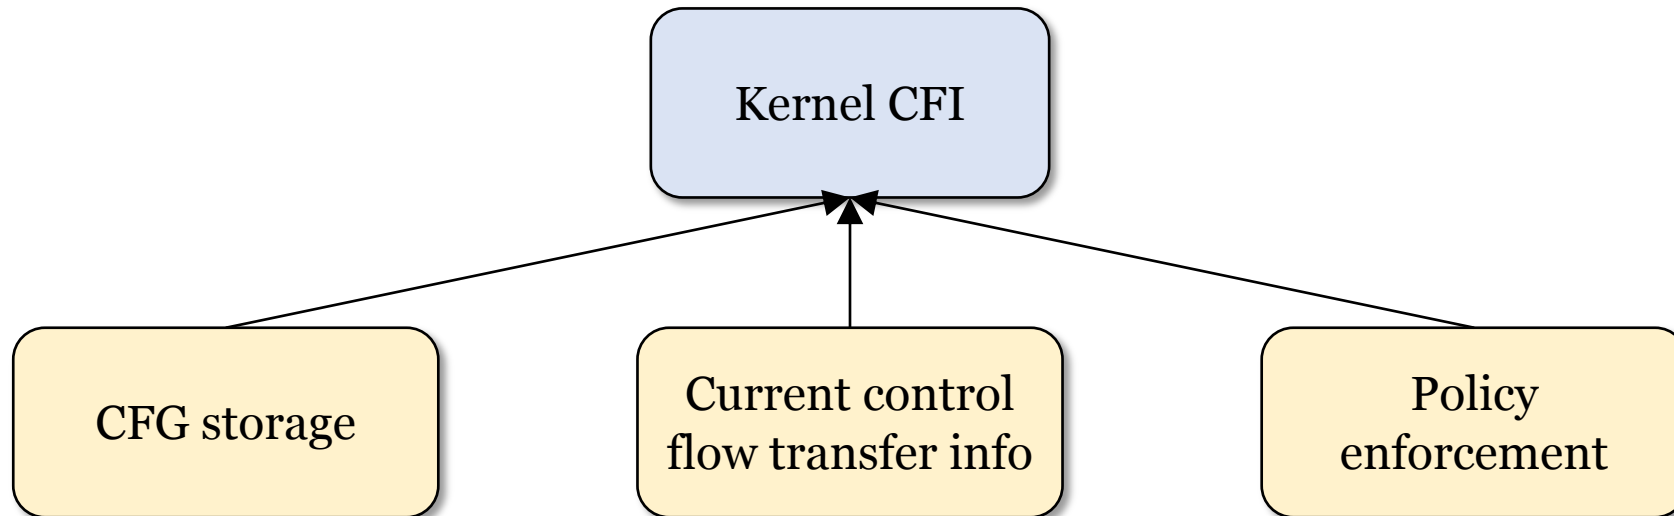 Kernel CFI
CFG storage
Current control
flow transfer info
Policy
enforcement